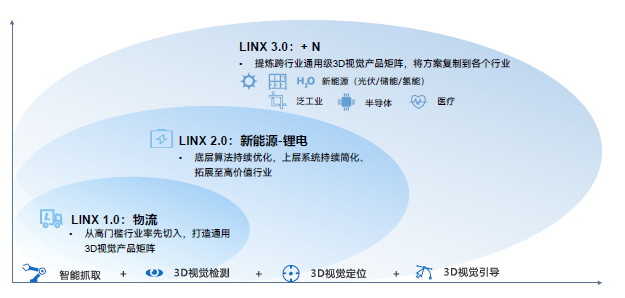 LINX 3.0：+ N
• 提炼跨行业通用级3D视觉产品矩阵，将方案复制到各个行业
H₂O 新能源（光伏/储能/氢能）
泛工业 半导体 医疗
LINX 2.0：新能源-锂电
• 底层算法持续优化，上层系统持续简化、
拓展至高价值行业
LINX 1.0：物流
• 从高门槛行业率先切入，打造通用
3D视觉产品矩阵
智能抓取 + 3D视觉检测 + 3D视觉定位 + 3D视觉引导